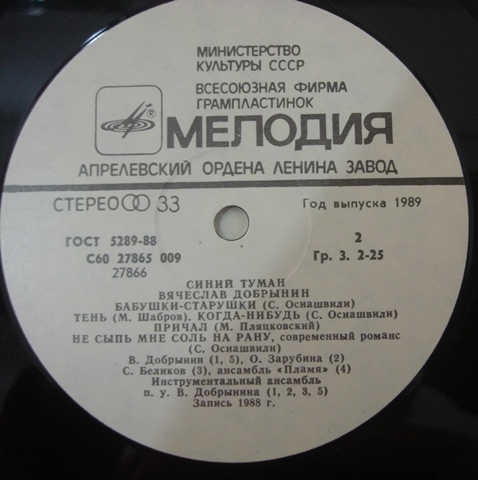 МИНИСТЕРСТВО
КУЛЬТУРЫ СССР
ВСЕСОЮЗНАЯ ФИРМА
ГРАМПЛАСТИНОК
® МЕЛОДИЯ
АПРЕЛЕВСКИЙ ОРДЕНА ЛЕНИНА ЗАВОД
СТЕРЕО 33
Год выпуска 1989
ГОСТ 5289-88
2
С60 27865 009
Гр. 3. 2-25
27866
СИНИЙ ТУМАН
ВЯЧЕСЛАВ ДОБРЫНИН
БАБУШКИ-СТАРУШКИ (С. Осиашвили)
ТЕНЬ (М. Шабров), КОГДА-НИБУДЬ (С. Осиашвили)
ПРИЧАЛ (М. Пляцковский)
НЕ СЫПЬ МНЕ СОЛЬ НА РАНУ, современный романс
(С. Осиашвили)
В. Добрынин (1, 5), О. Зарубина (2)
С. Беликов (3), ансамбль «Пламя» (4)
Инструментальный ансамбль
п. у. В. Добрынина (1, 2, 3, 5)
Запись 1988 г.